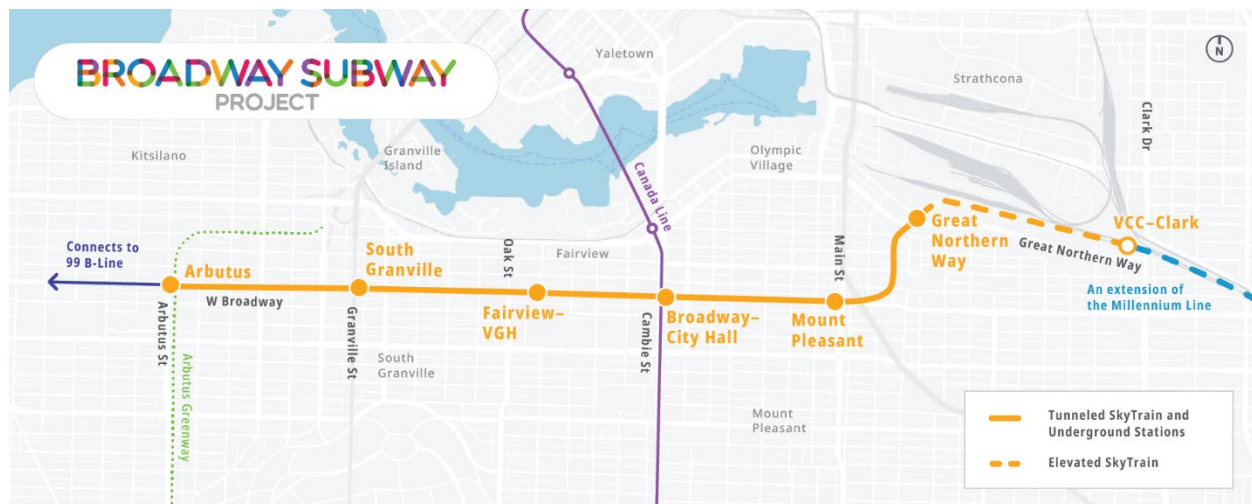 BROADWAY SUBWAY
PROJECT
N
Yaletown
Strathcona
Clark Dr
Kitsilano
Granville
Island
Olympic
Village
Canada Line
Connects to
99 B-Line
Arbutus
South
Granville
Oak St
Fairview
Main St
Great
Northern
Way
VCC–Clark
Great Northern Way
An extension of
the Millennium Line
W Broadway
Arbutus St
Arbutus Greenway
Granville St
Fairview–
VGH
Cambie St
Broadway–
City Hall
Mount
Pleasant
South
Granville
Mount
Pleasant
Tunneled SkyTrain and
Underground Stations
Elevated SkyTrain